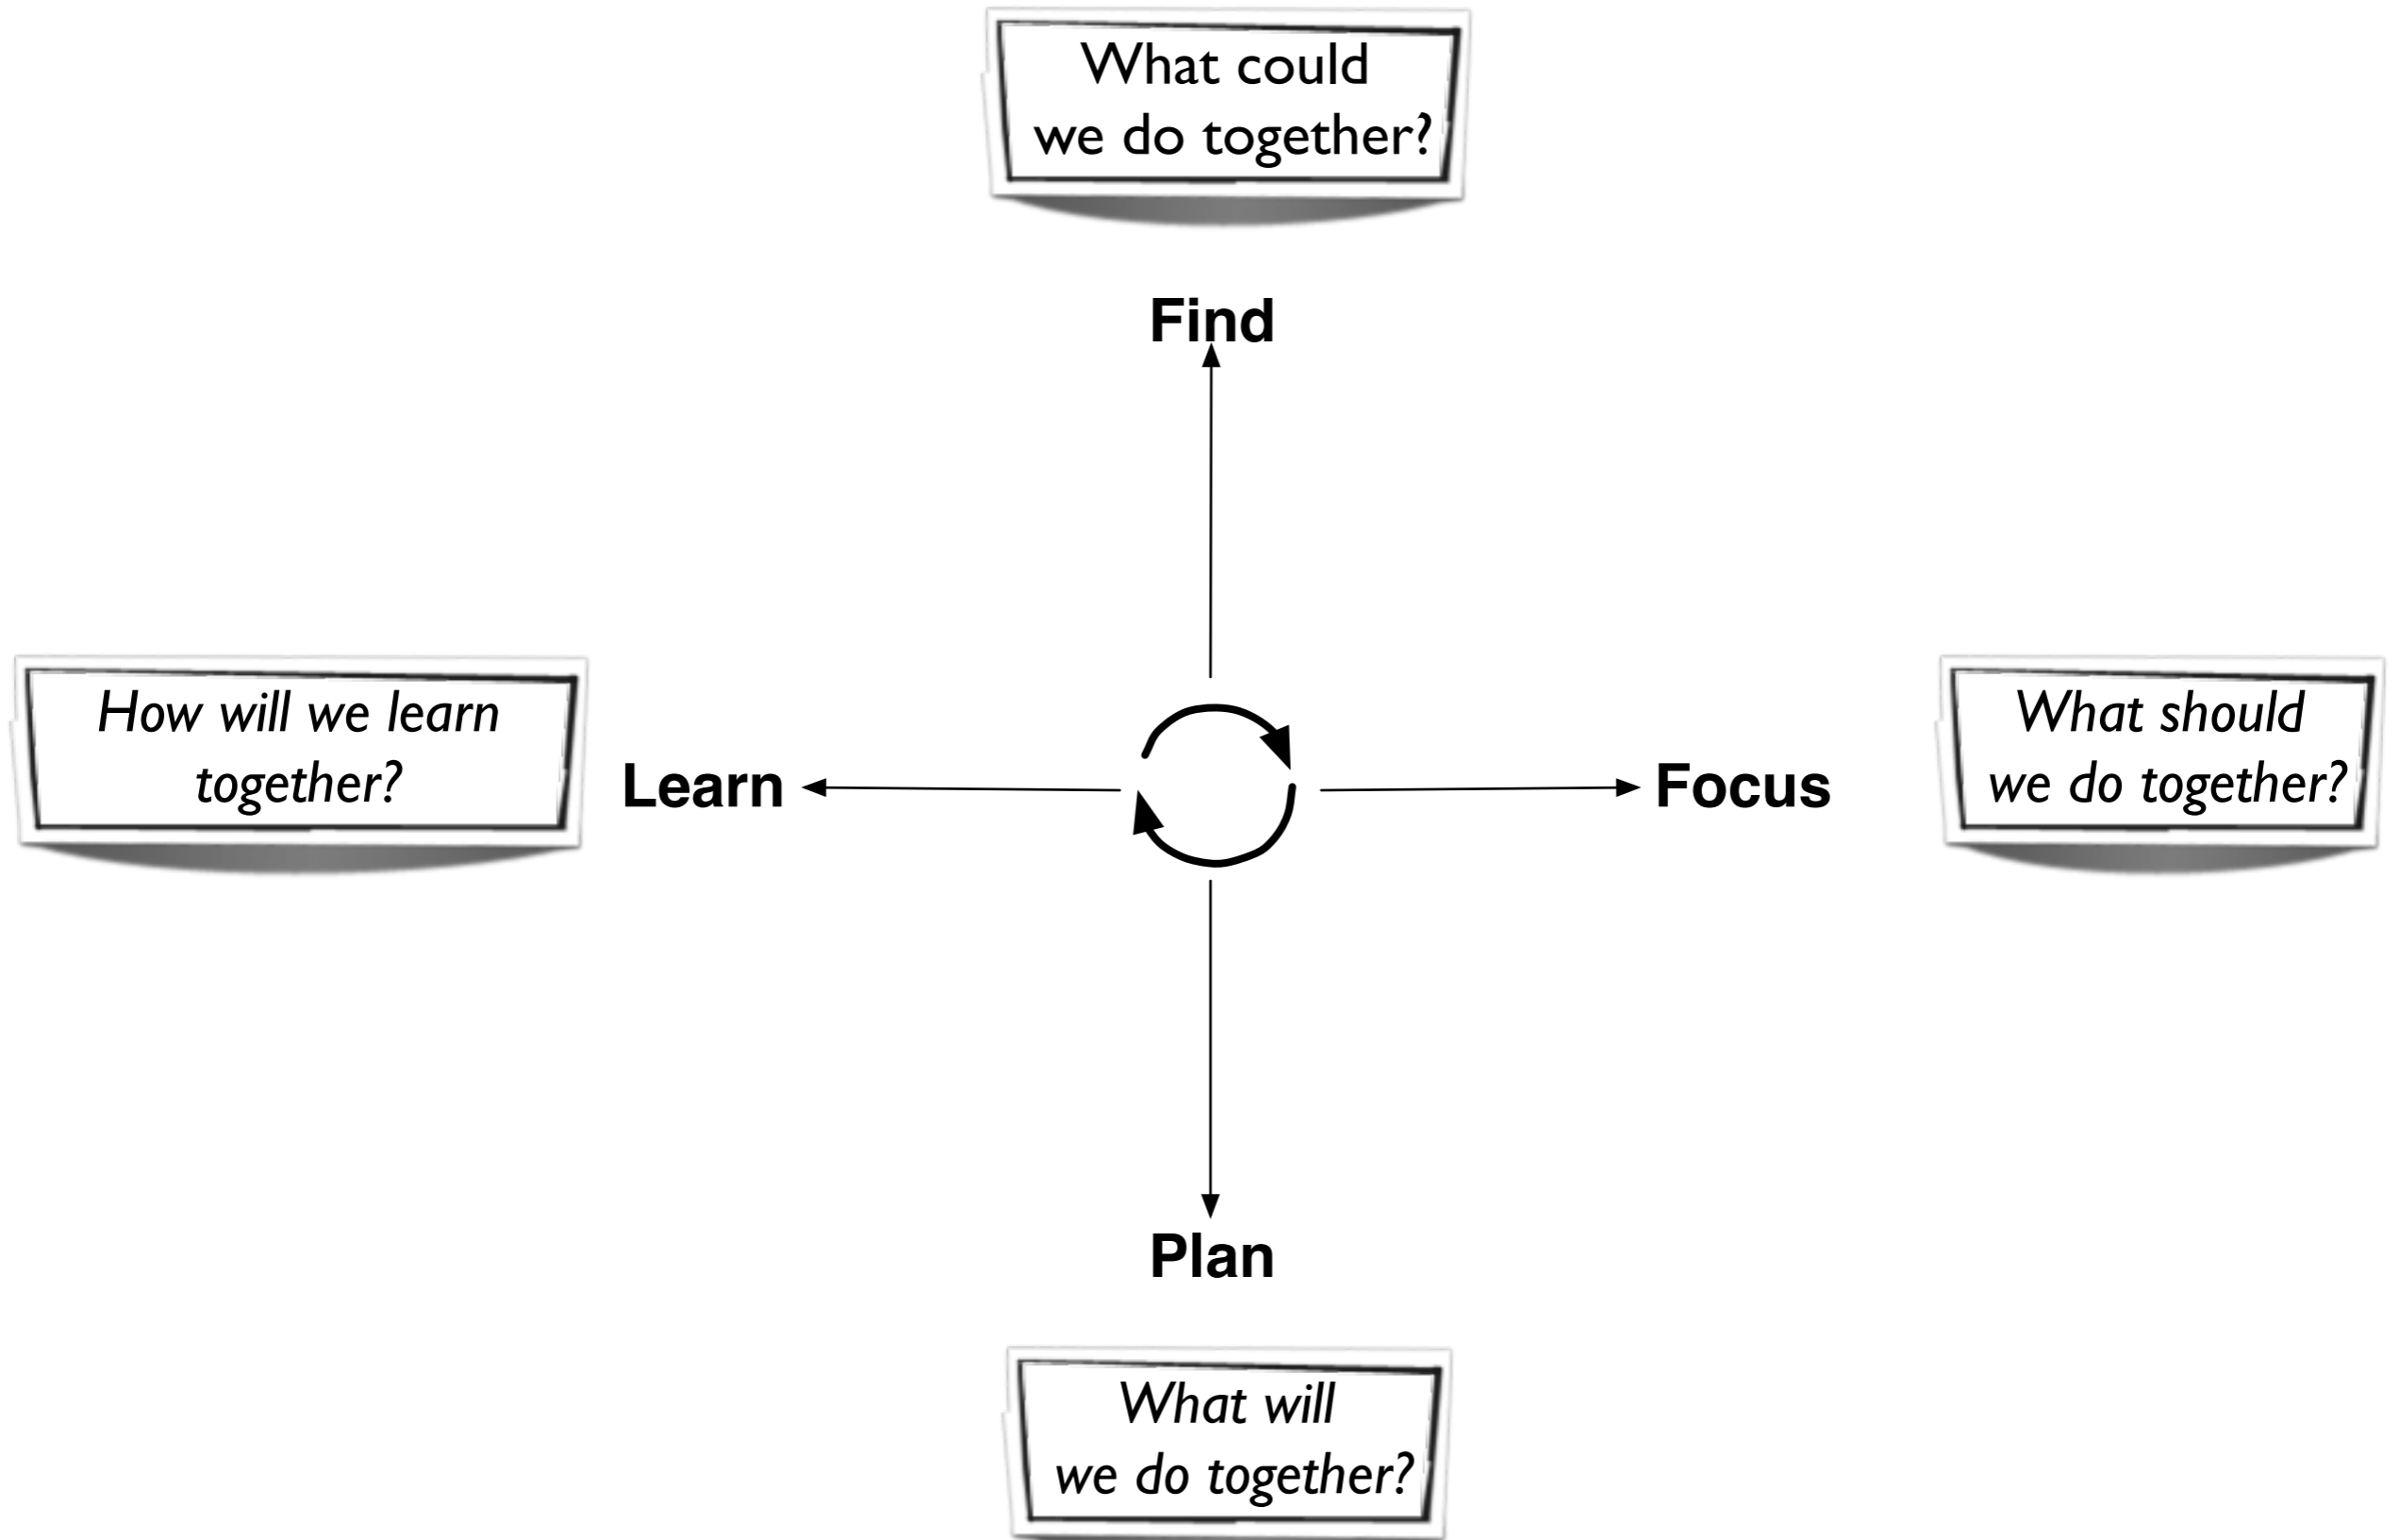 What could
we do together?
Find
How will we learn
together?
Learn
Focus
What should
we do together?
Plan
What will
we do together?